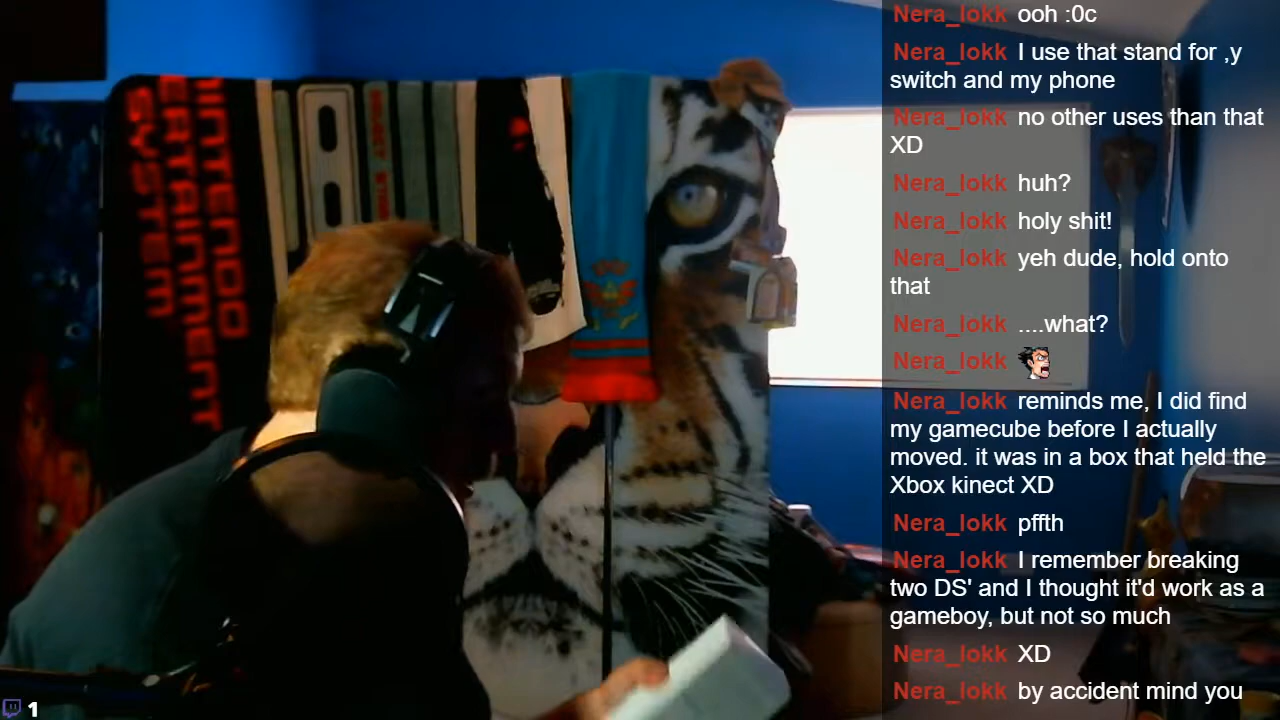 NINTENDO
ENTERTAINMENT
SYSTEM
SELECT
Nera_lokk ooh :0c
Nera_lokk I use that stand for ,y
switch and my phone
Nera_lokk no other uses than that
XD
Nera_lokk huh?
Nera_lokk holy shit!
Nera_lokk yeh dude, hold onto
that
Nera_lokk ....what?
Nera_lokk
Nera_lokk reminds me, I did find
my gamecube before I actually
moved. it was in a box that held the
Xbox kinect XD
Nera_lokk pffth
Nera_lokk I remember breaking
two DS' and I thought it'd work as a
gameboy, but not so much
Nera_lokk XD
Nera_lokk by accident mind you
1